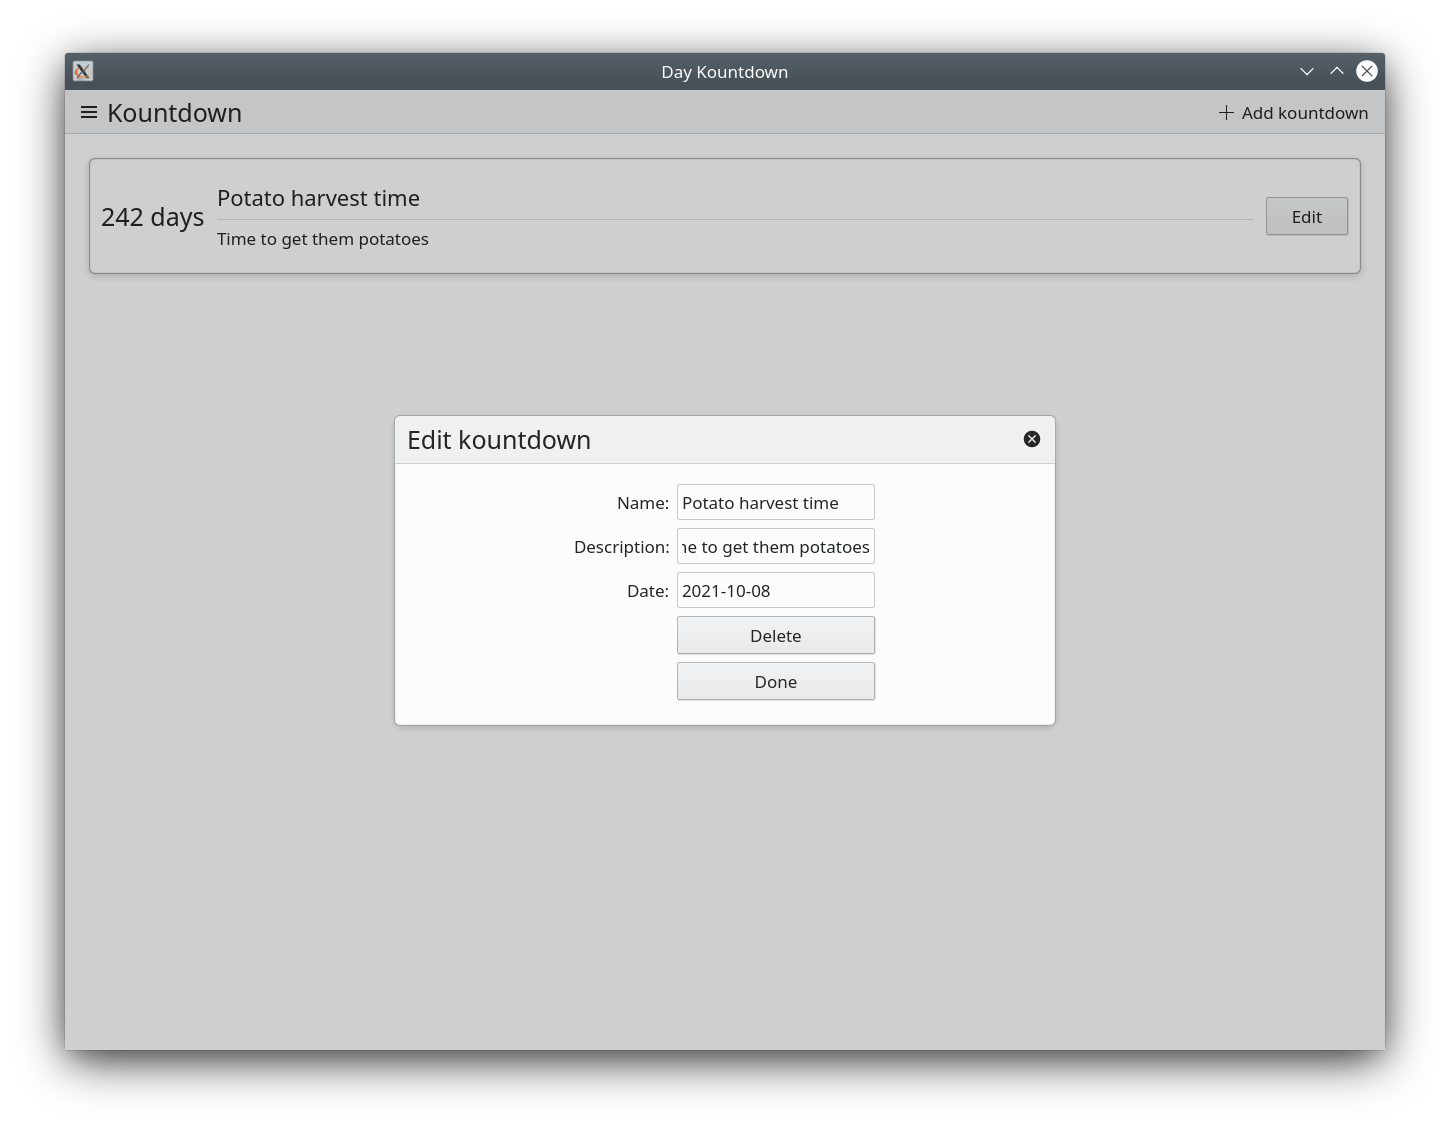 Day Kountdown
Kountdown
Add kountdown
242 days
Potato harvest time
Time to get them potatoes
Edit
Edit kountdown
Name: Potato harvest time
Description: e to get them potatoes
Date: 2021-10-08
Delete
Done